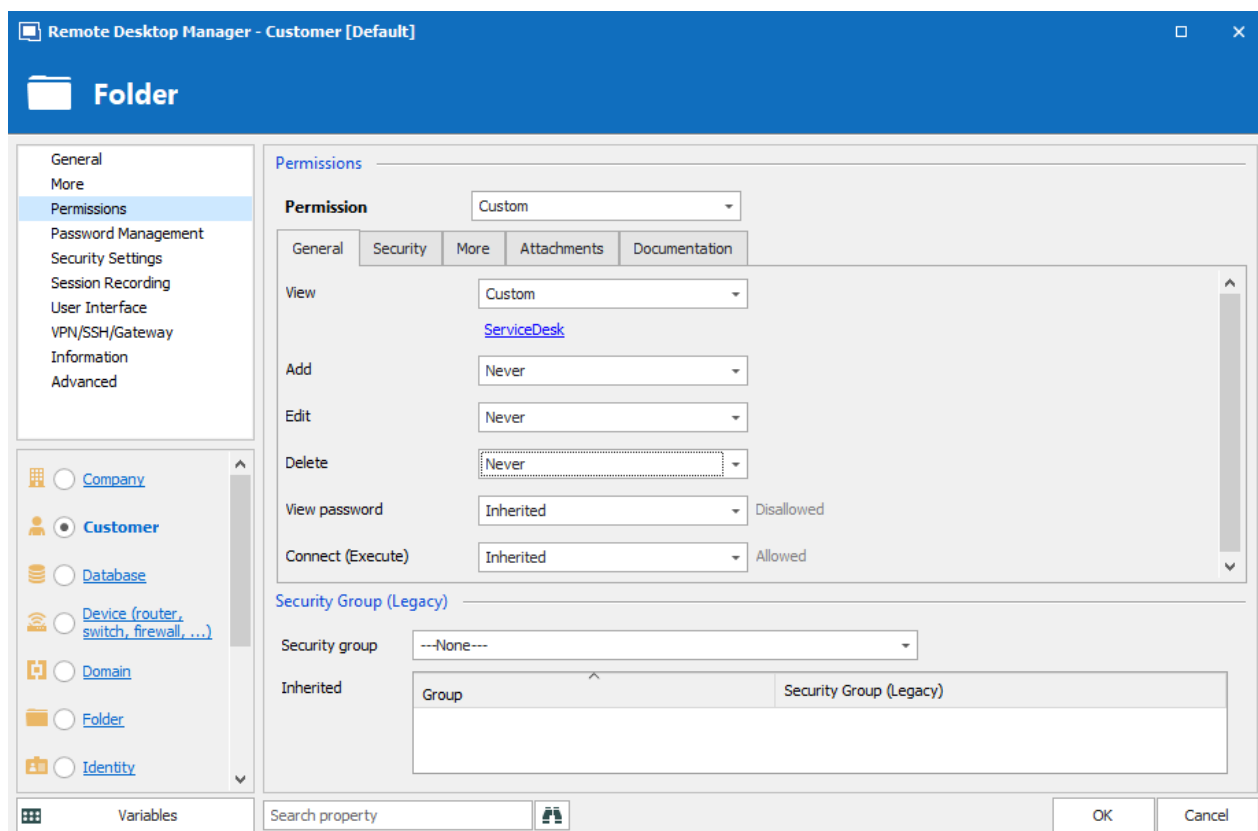 Remote Desktop Manager - Customer [Default]
Folder
General
More
Permissions
Password Management
Security Settings
Session Recording
User Interface
VPN/SSH/Gateway
Information
Advanced
Company
Customer
Database
Device (router,
switch, firewall, ...)
Domain
Folder
Identity
Variables
Permissions
Permission Custom
General Security More Attachments Documentation
View Custom
ServiceDesk
Add Never
Edit Never
Delete Never
View password Inherited Disallowed
Connect (Execute) Inherited Allowed
Security Group (Legacy)
Security group ---None---
Inherited Group Security Group (Legacy)
Search property
OK Cancel